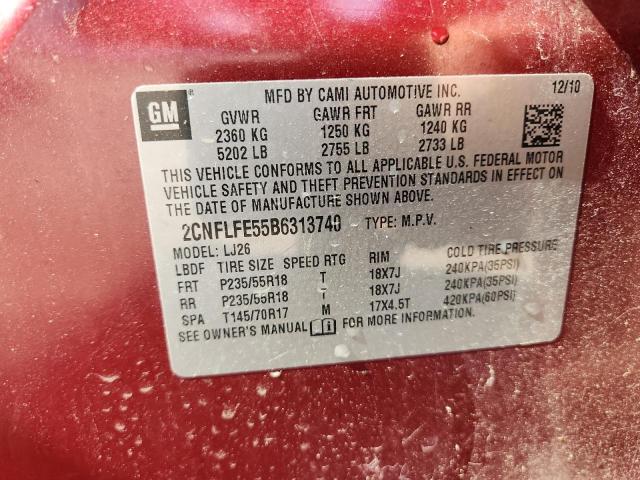 GM
MFD BY CAMI AUTOMOTIVE INC. 12/10
GVWR GAWR FRT GAWR RR
2360 KG 1250 KG 1240 KG
5202 LB 2755 LB 2733 LB
THIS VEHICLE CONFORMS TO ALL APPLICABLE U.S. FEDERAL MOTOR
VEHICLE SAFETY AND THEFT PREVENTION STANDARDS IN EFFECT ON
THE DATE OF MANUFACTURE SHOWN ABOVE.
2CNFLFE55B6313740 TYPE: M.P.V.
MODEL: LJ26
LBDF TIRE SIZE SPEED RTG RIM COLD TIRE PRESSURE
FRT P235/55R18 T 18X7J 240KPA(35PSI)
RR P235/55R18 T 18X7J 240KPA(35PSI)
SPA T145/70R17 M 17X4.5T 420KPA(60PSI)
SEE OWNER'S MANUAL FOR MORE INFORMATION.